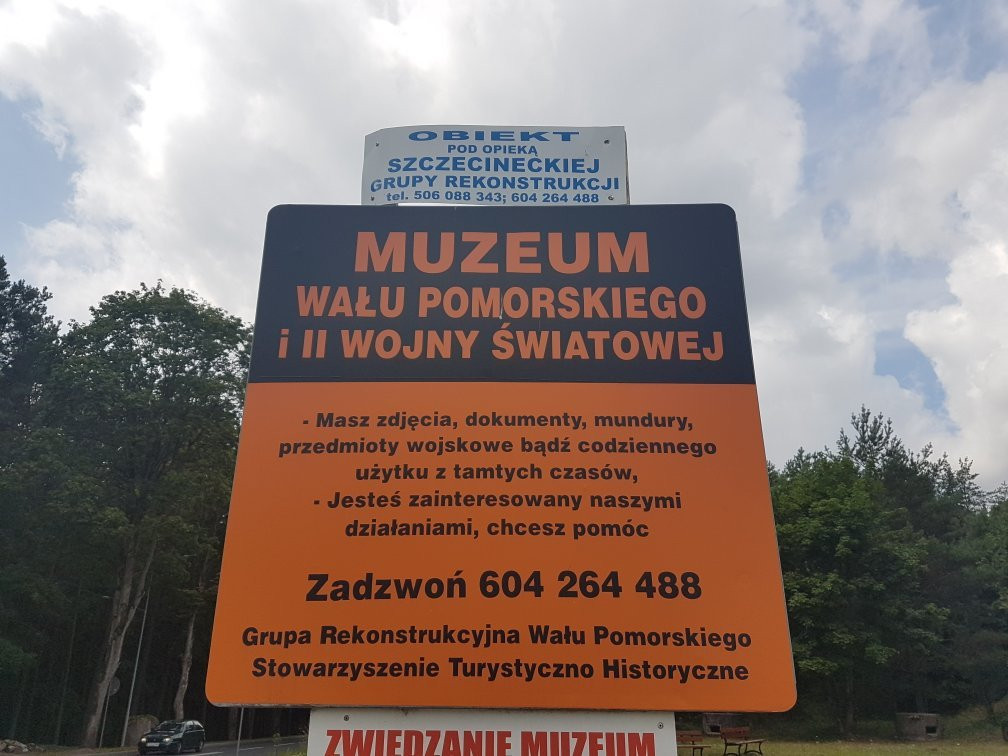 OBIEKT
POD OPIEKĄ
SZCZECINECKIEJ
GRUPY REKONSTRUKCJI
tel. 506 088 343; 604 264 488
MUZEUM
WAŁU POMORSKIEGO
i II WOJNY ŚWIATOWEJ
- Masz zdjęcia, dokumenty, mundury,
przedmioty wojskowe bądź codziennego
użytku z tamtych czasów,
- Jesteś zainteresowany naszymi
działaniami, chcesz pomóc
Zadzwoń 604 264 488
Grupa Rekonstrukcyjna Wału Pomorskiego
Stowarzyszenie Turystyczno Historyczne
ZWIEDZANIE MUZEUM